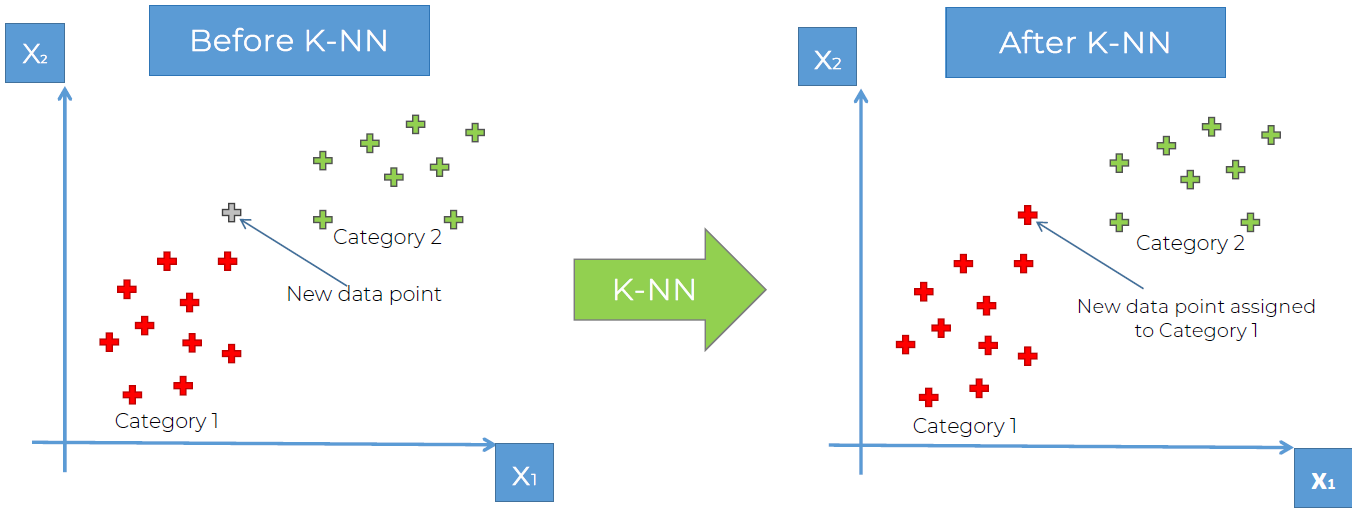 Before K-NN
X₂
Category 2
New data point
Category 1
X₁
K-NN
After K-NN
X₂
Category 2
New data point assigned
to Category 1
Category 1
X₁